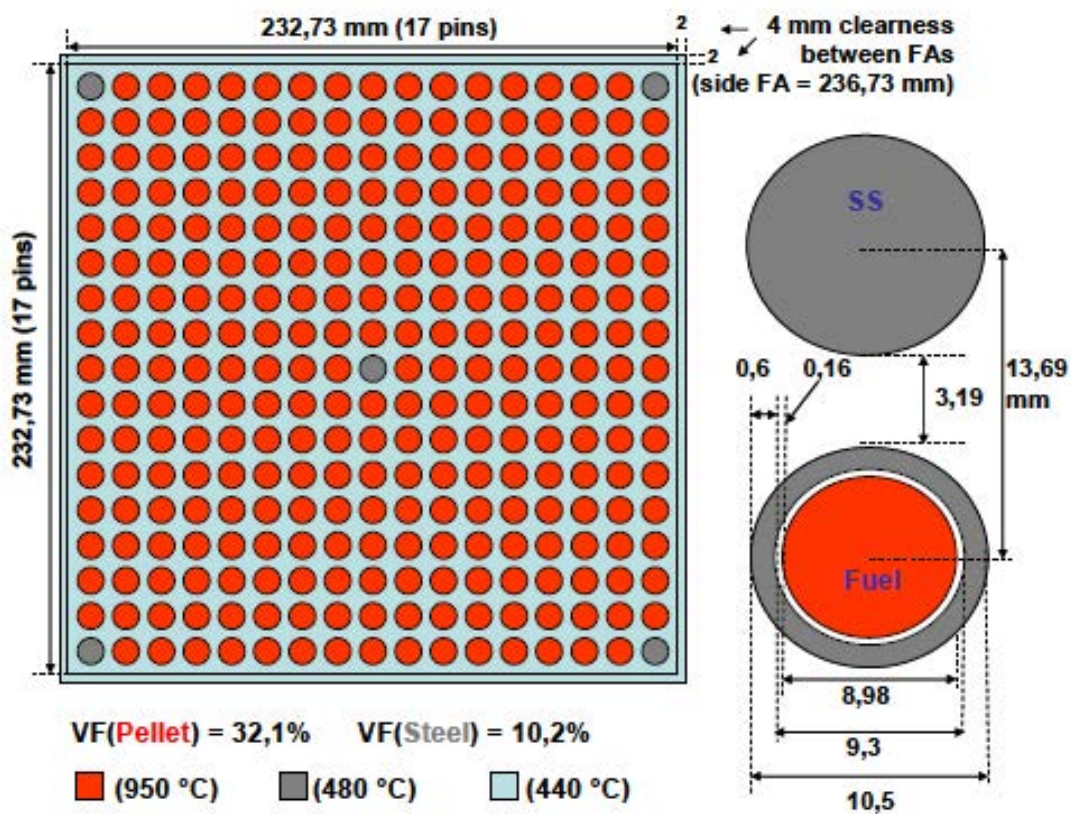 232,73 mm (17 pins)
2
4 mm clearness
between FAs
2
(side FA = 236,73 mm)
232,73 mm (17 pins)
SS
0,6
0,16
3,19
13,69
mm
Fuel
8,98
9,3
10,5
VF(Pellet) = 32,1% VF(Steel) = 10,2%
(950 °C) (480 °C) (440 °C)